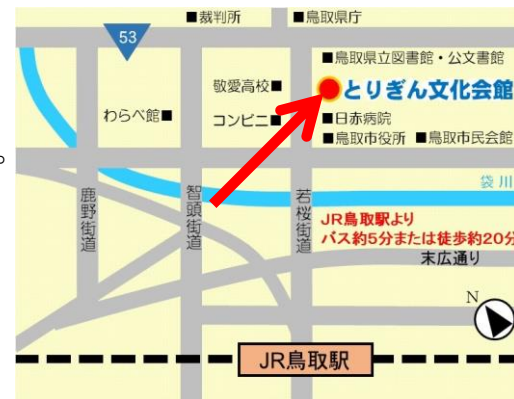 ■裁判所 ■鳥取県庁
53
■鳥取県立図書館・公文書館
敬愛高校■
とりぎん文化会館
わらべ館■
コンビニ■
■日赤病院
■鳥取市役所 ■鳥取市民会館
。
袋川
鹿野街道
智頭街道
若桜街道
JR鳥取駅より
バス約5分または徒歩約20分
末広通り
N
JR鳥取駅